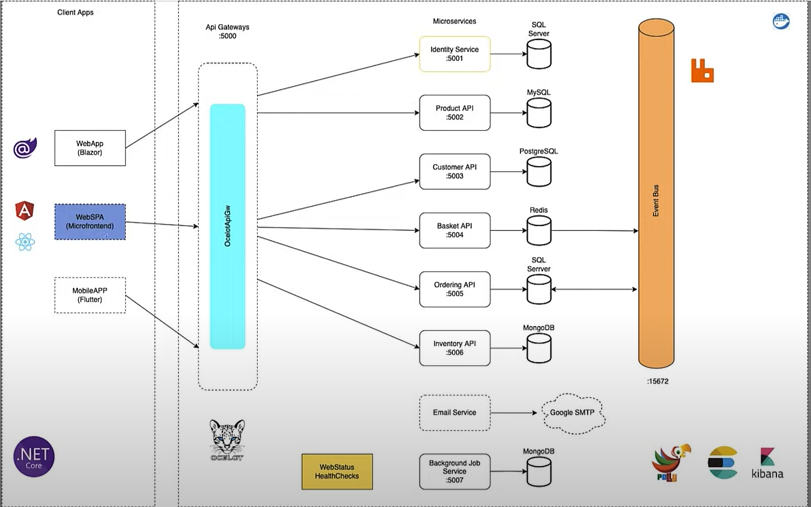 Client Apps
Api Gateways
:5000
Microservices
SQL
Server
Identity Service
:5001
MySQL
Product API
:5002
PostgreSQL
Customer API
:5003
Redis
Basket API
:5004
SQL
Server
Ordering API
:5005
MongoDB
Inventory API
:5006
WebApp
(Blazor)
WebSPA
(Microfrontend)
MobileAPP
(Flutter)
OcelotApiGw
Event Bus
:15672
Email Service
Google SMTP
MongoDB
Background Job
Service
:5007
WebStatus
HealthChecks
OCELOT
.NET
Core
POLLY
kibana